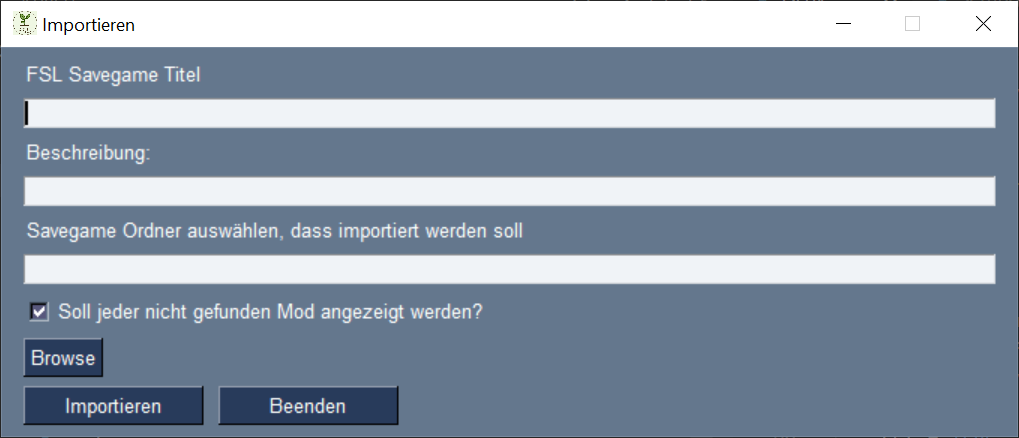 Importieren
FSL Savegame Titel
Beschreibung:
Savegame Ordner auswählen, dass importiert werden soll
Soll jeder nicht gefunden Mod angezeigt werden?
Browse
Importieren Beenden